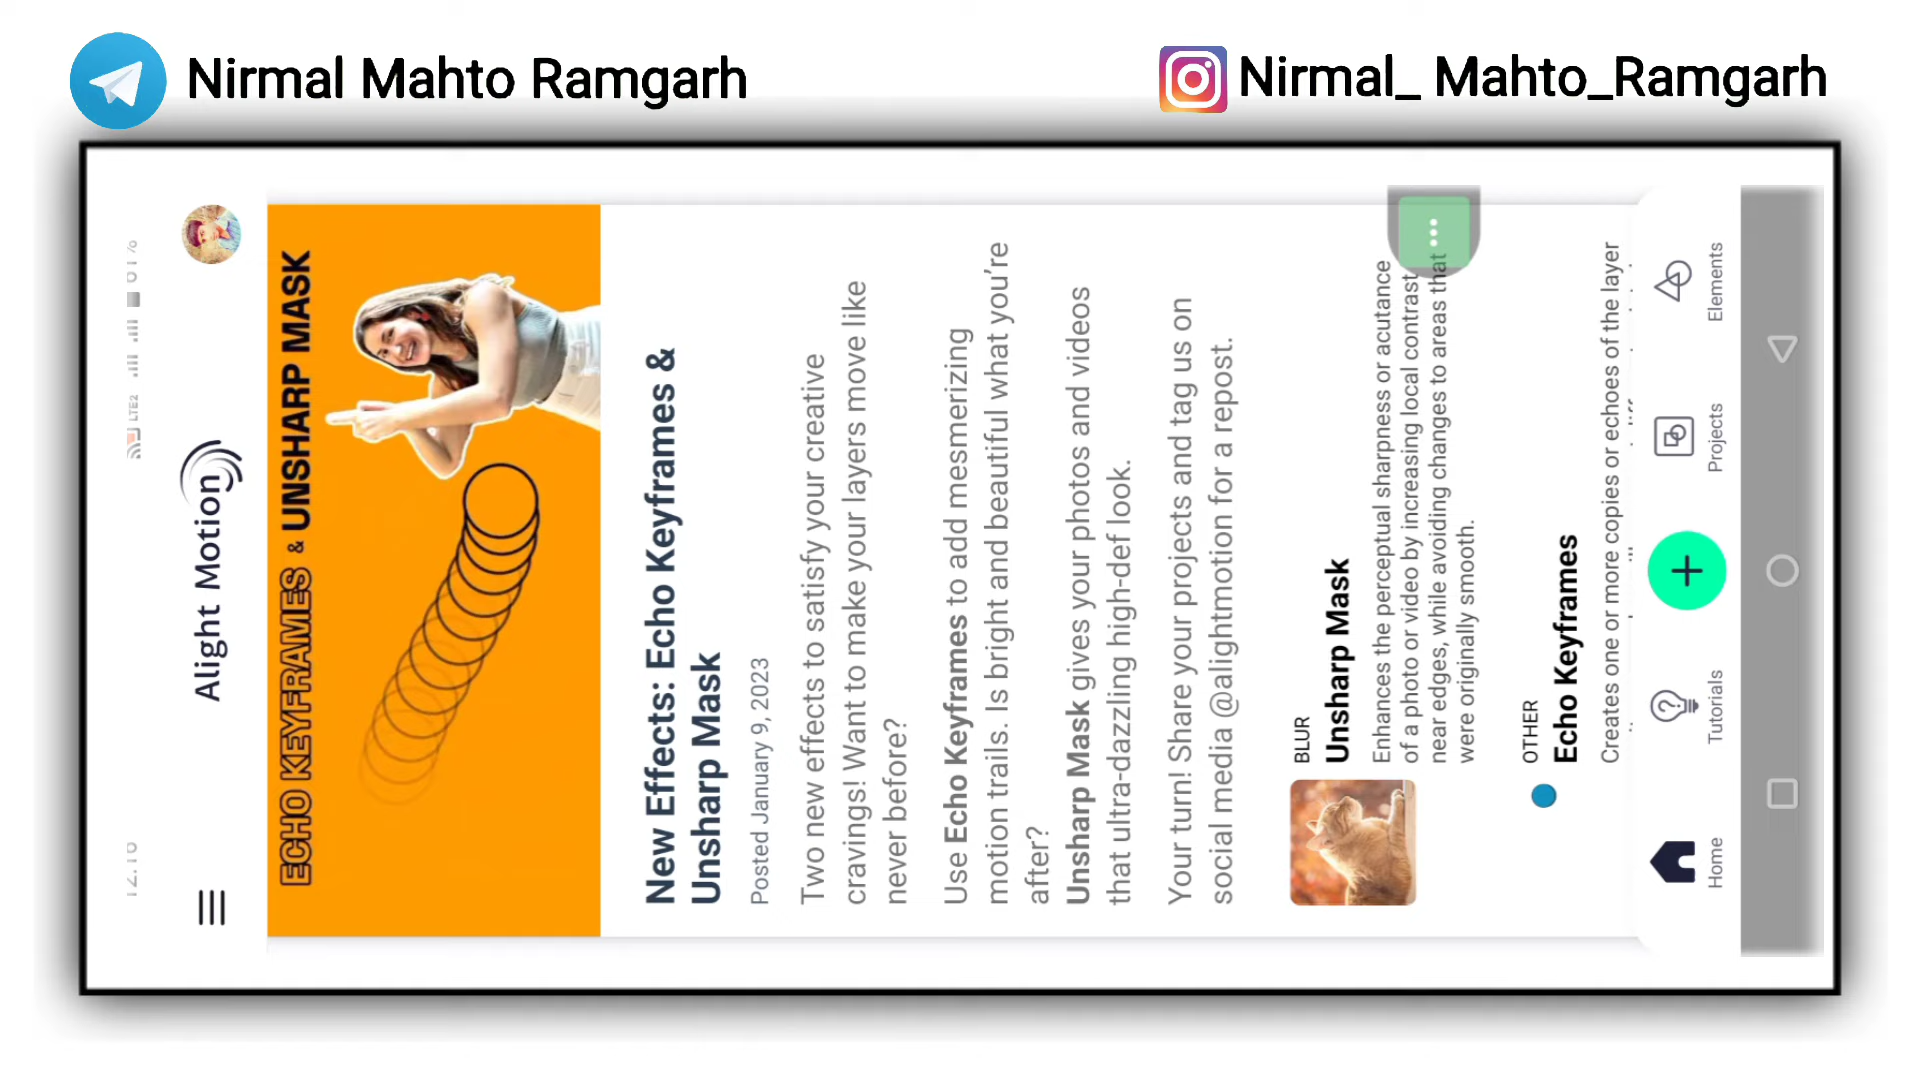 Nirmal Mahto Ramgarh
Nirmal_ Mahto_Ramgarh
12:16
LTE2
61%
Alight Motion
ECHO KEYFRAMES & UNSHARP MASK
New Effects: Echo Keyframes &
Unsharp Mask
Posted January 9, 2023
Two new effects to satisfy your creative
cravings! Want to make your layers move like
never before?
Use Echo Keyframes to add mesmerizing
motion trails. Is bright and beautiful what you're
after?
Unsharp Mask gives your photos and videos
that ultra-dazzling high-def look.
Your turn! Share your projects and tag us on
social media @alightmotion for a repost.
BLUR
Unsharp Mask
Enhances the perceptual sharpness or acutance
of a photo or video by increasing local contrast
near edges, while avoiding changes to areas that
were originally smooth.
OTHER
Echo Keyframes
Creates one or more copies or echoes of the layer
Home
Tutorials
Projects
Elements